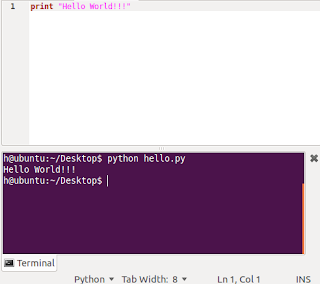 1 print "Hello World!!!"
h@ubuntu:~/Desktop$ python hello.py
Hello World!!!
h@ubuntu:~/Desktop$
Terminal
Python Tab Width: 8 Ln 1, Col 1 INS